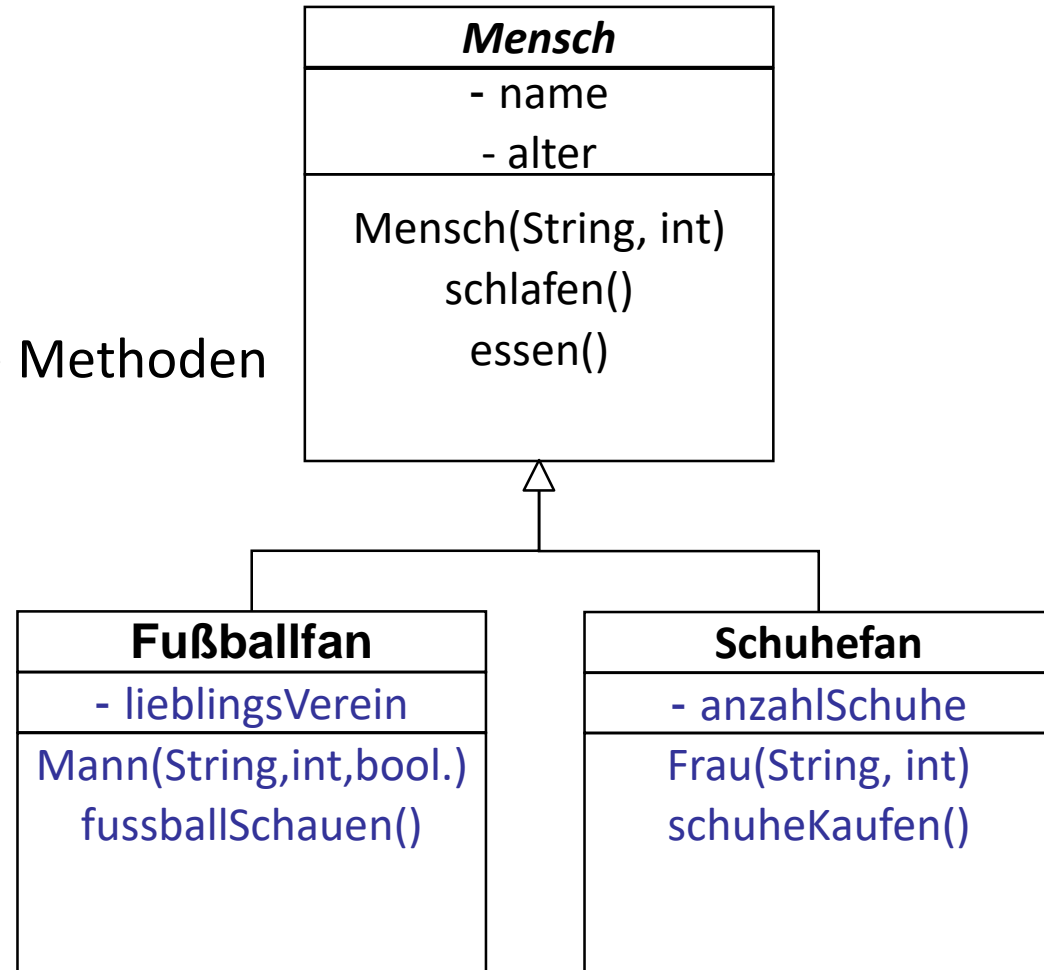 Mensch
- name
- alter
Mensch(String, int)
schlafen()
essen()
Methoden
Fußballfan
- lieblingsVerein
Mann(String,int,bool.)
fussballSchauen()
Schuhefan
- anzahlSchuhe
Frau(String, int)
schuheKaufen()